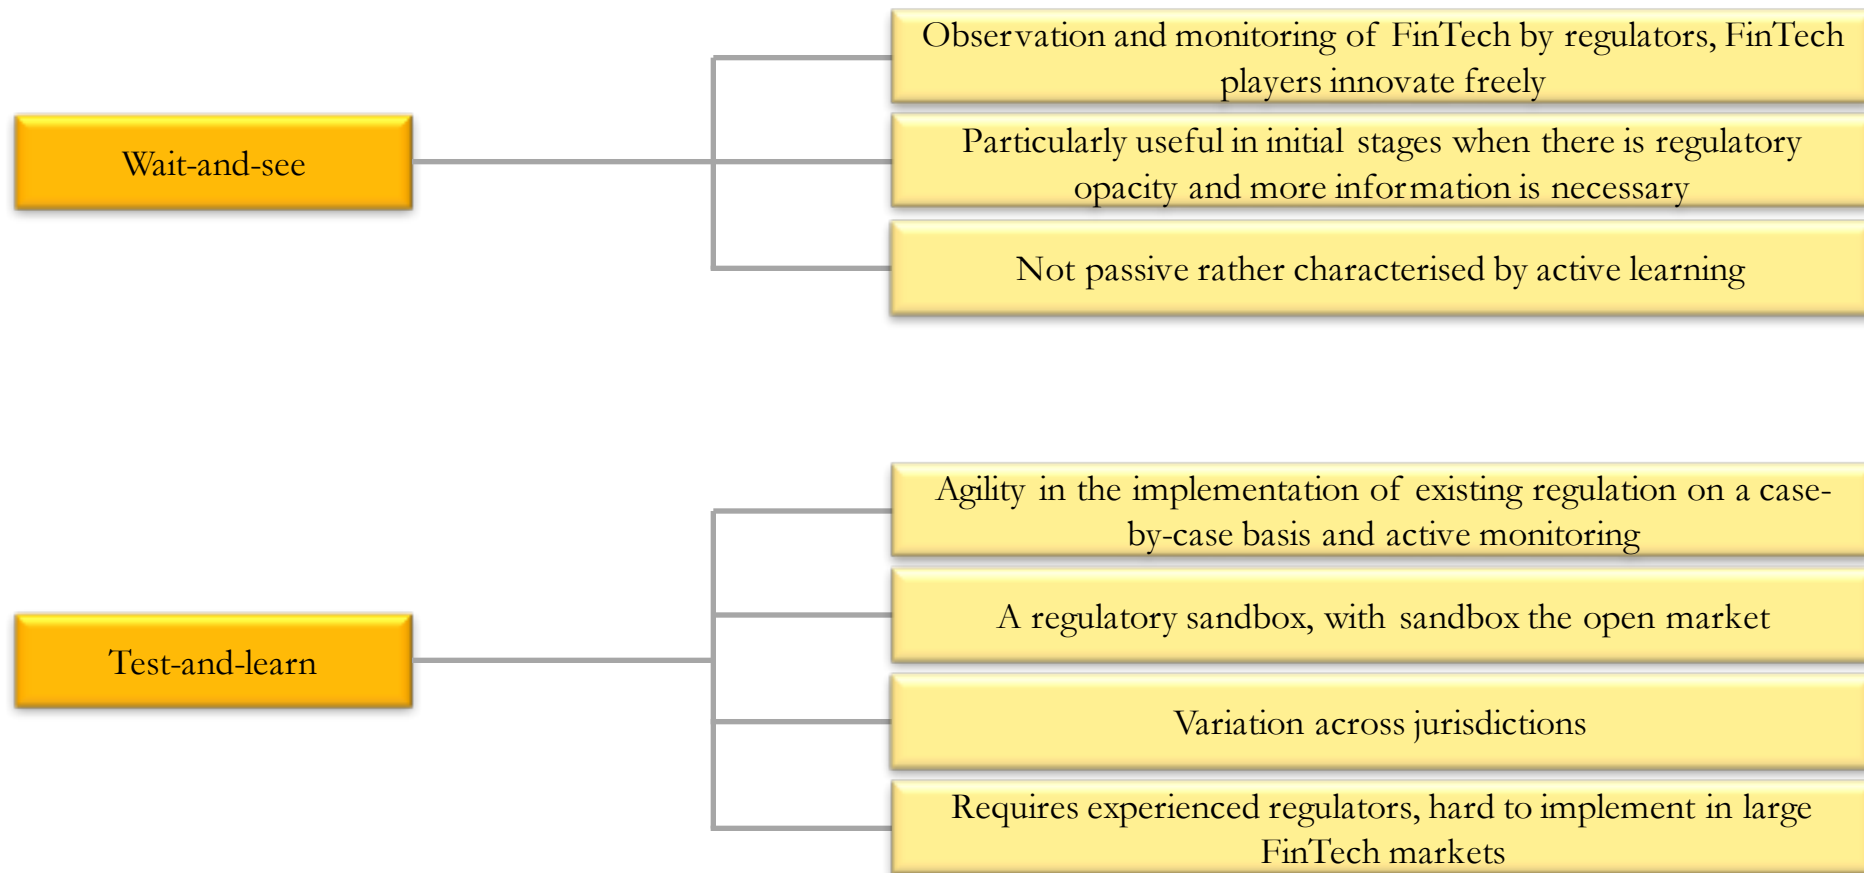 Wait-and-see
Observation and monitoring of FinTech by regulators, FinTech
players innovate freely
Particularly useful in initial stages when there is regulatory
opacity and more information is necessary
Not passive rather characterised by active learning
Test-and-learn
Agility in the implementation of existing regulation on a case-
by-case basis and active monitoring
A regulatory sandbox, with sandbox the open market
Variation across jurisdictions
Requires experienced regulators, hard to implement in large
FinTech markets